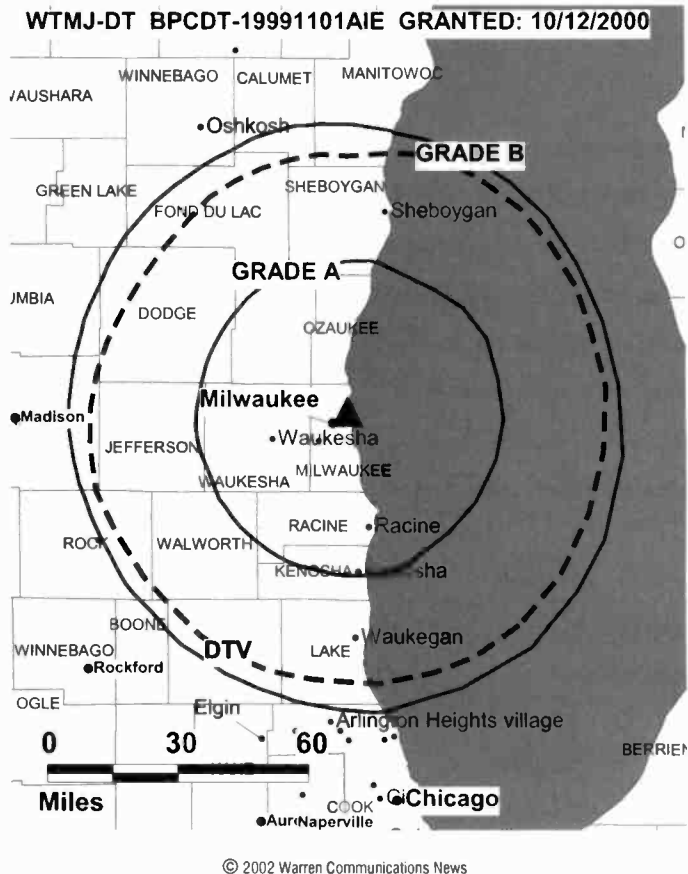 WTMJ-DT BPCDT-19991101AIE GRANTED: 10/12/2000
WINNEBAGO
CALUMET
MANITOWOC
Oshkosh
GRADE B
GREEN LAKE
SHEBOYGAN
FOND DU LAC
Sheboygan
GRADE A
DODGE
OZAUKEE
Milwaukee
Madison
JEFFERSON
Waukesha
WAUKESHA
MILWAUKEE
RACINE
Racine
ROCK
WALWORTH
KENOSHA
BOONE
WINNEBAGO
DTV
LAKE
Waukegan
Rockford
OGLE
Elgin
Arlington Heights village
0 30 60
Miles
COOK
Chicago
Naperville
© 2002 Warren Communications News